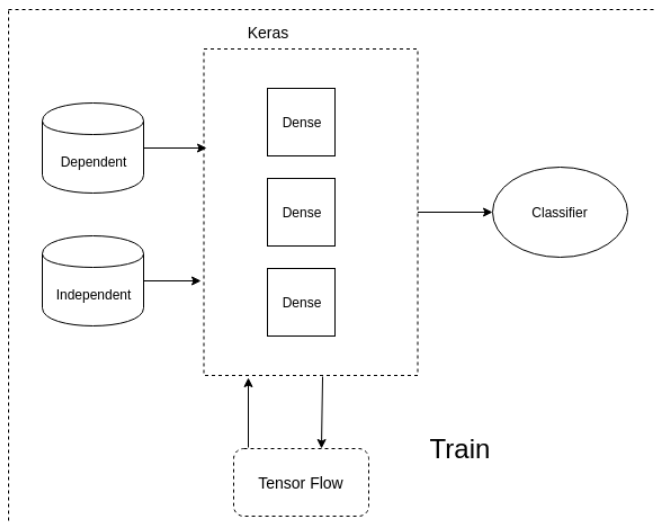 Keras
Dense
Dependent
Dense
Classifier
Independent
Dense
Train
Tensor Flow